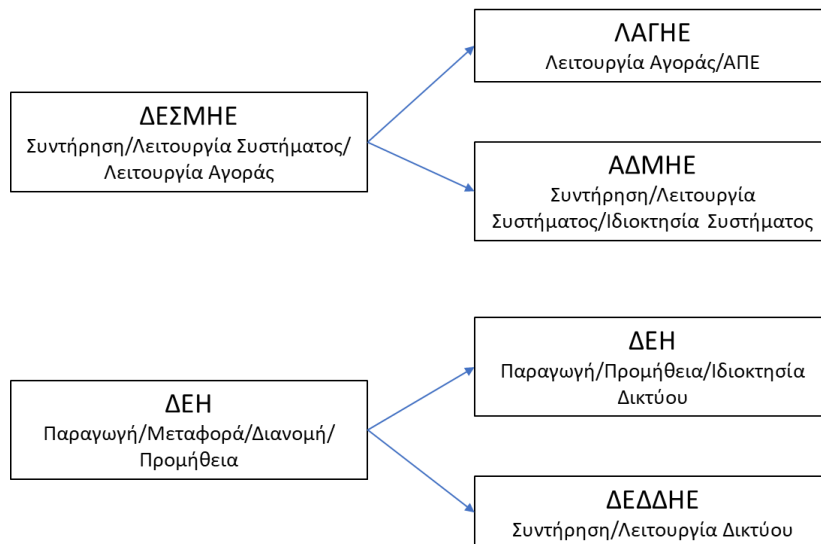 ΛΑΓΗΕ
Λειτουργία Αγοράς/ΑΠΕ
ΔΕΣΜΗΕ
Συντήρηση/Λειτουργία Συστήματος/
Λειτουργία Αγοράς
ΑΔΜΗΕ
Συντήρηση/Λειτουργία
Συστήματος/Ιδιοκτησία Συστήματος
ΔΕΗ
Παραγωγή/Προμήθεια/Ιδιοκτησία
Δικτύου
ΔΕΗ
Παραγωγή/Μεταφορά/Διανομή/
Προμήθεια
ΔΕΔΔΗΕ
Συντήρηση/Λειτουργία Δικτύου